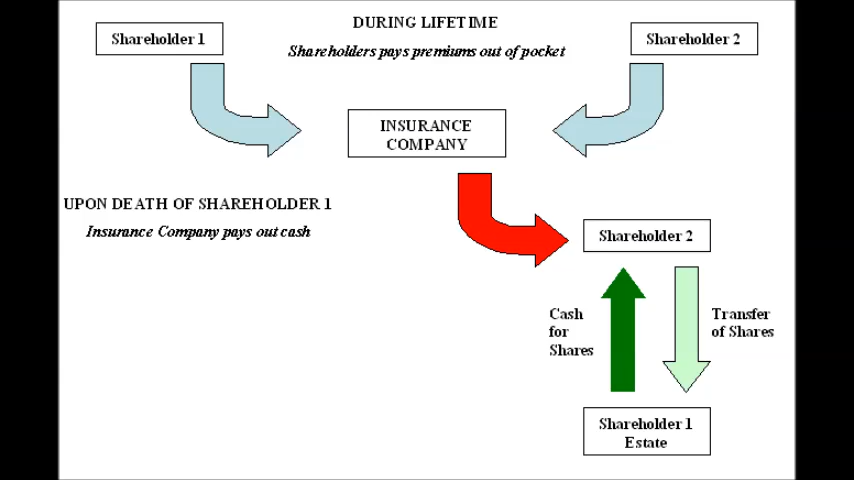 DURING LIFETIME
Shareholder 1
Shareholders pays premiums out of pocket
Shareholder 2
INSURANCE
COMPANY
UPON DEATH OF SHAREHOLDER 1
Insurance Company pays out cash
Shareholder 2
Cash
for
Shares
Transfer
of Shares
Shareholder 1
Estate